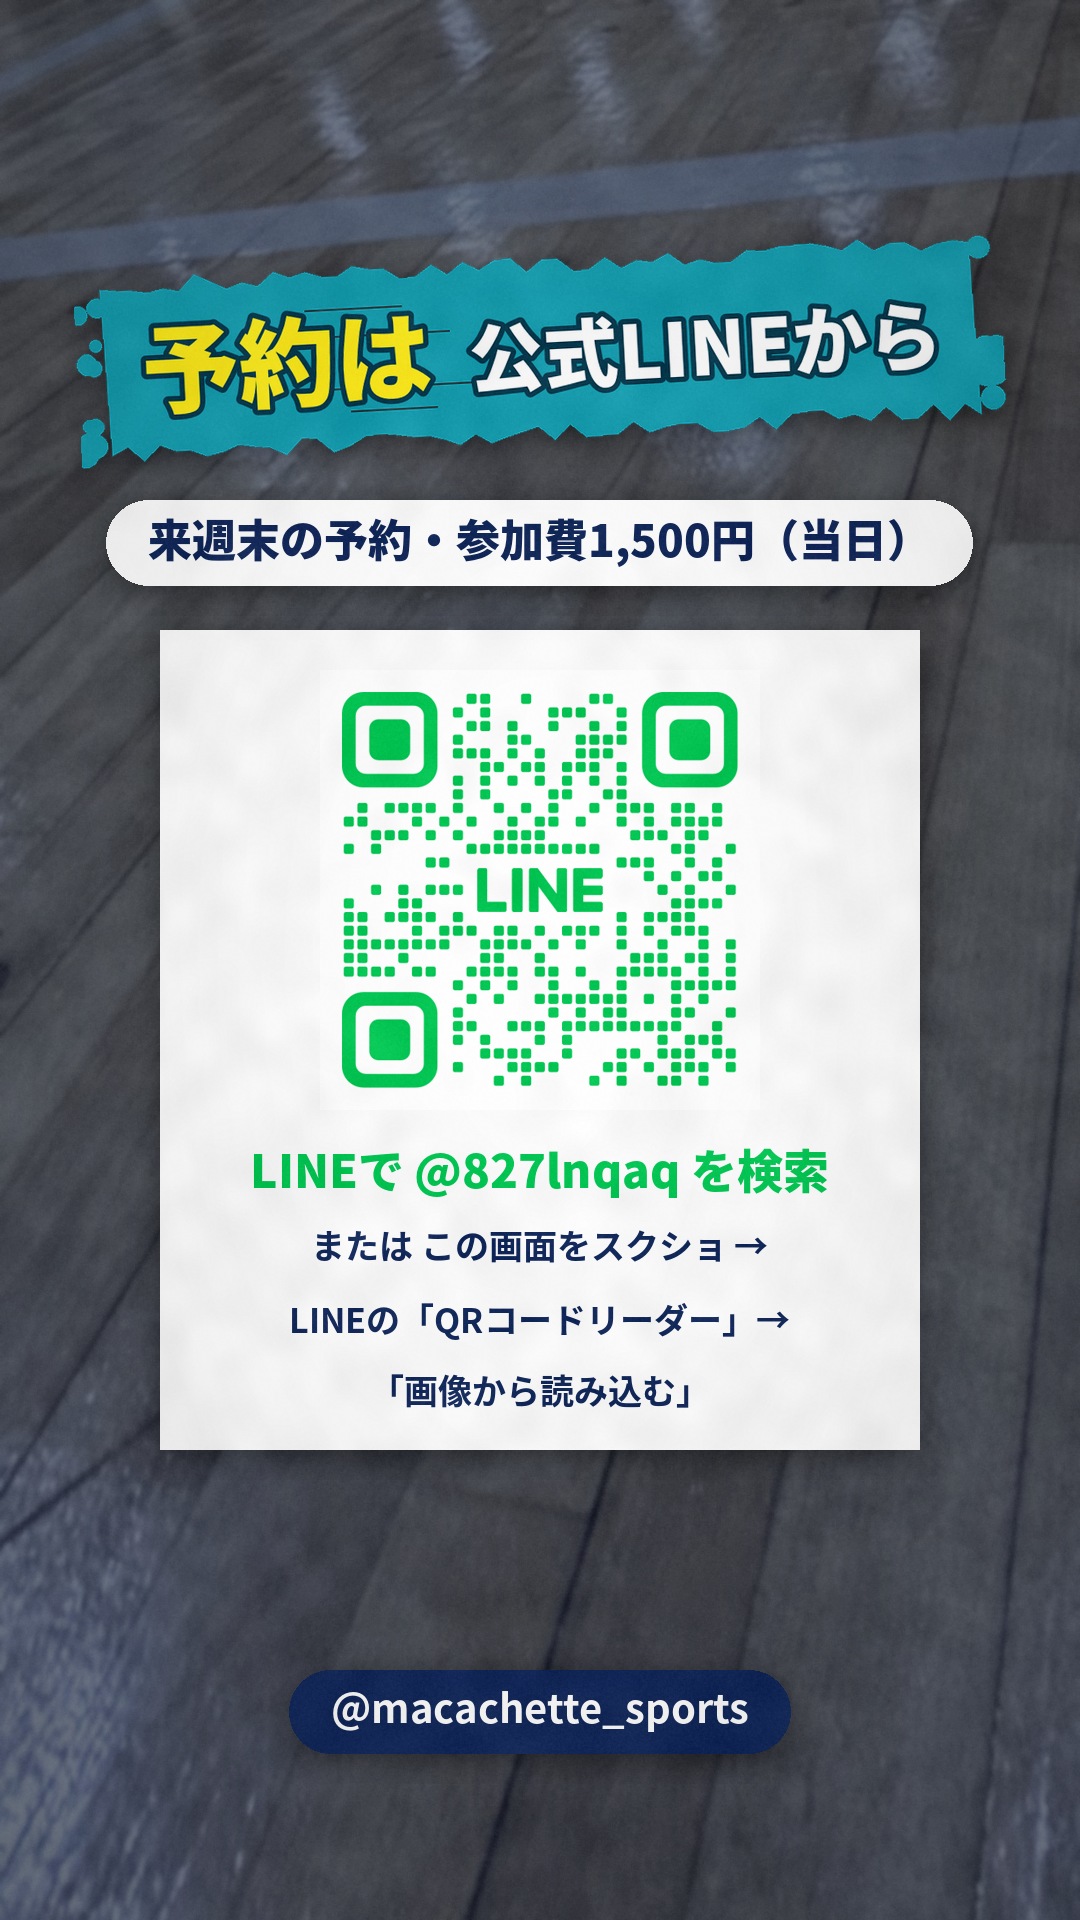 予約は 公式LINEから
来週末の予約・参加費1,500円（当日）
LINE
LINEで @827lnqaq を検索
または この画面をスクショ →
LINEの「QRコードリーダー」→
「画像から読み込む」
@macachette_sports